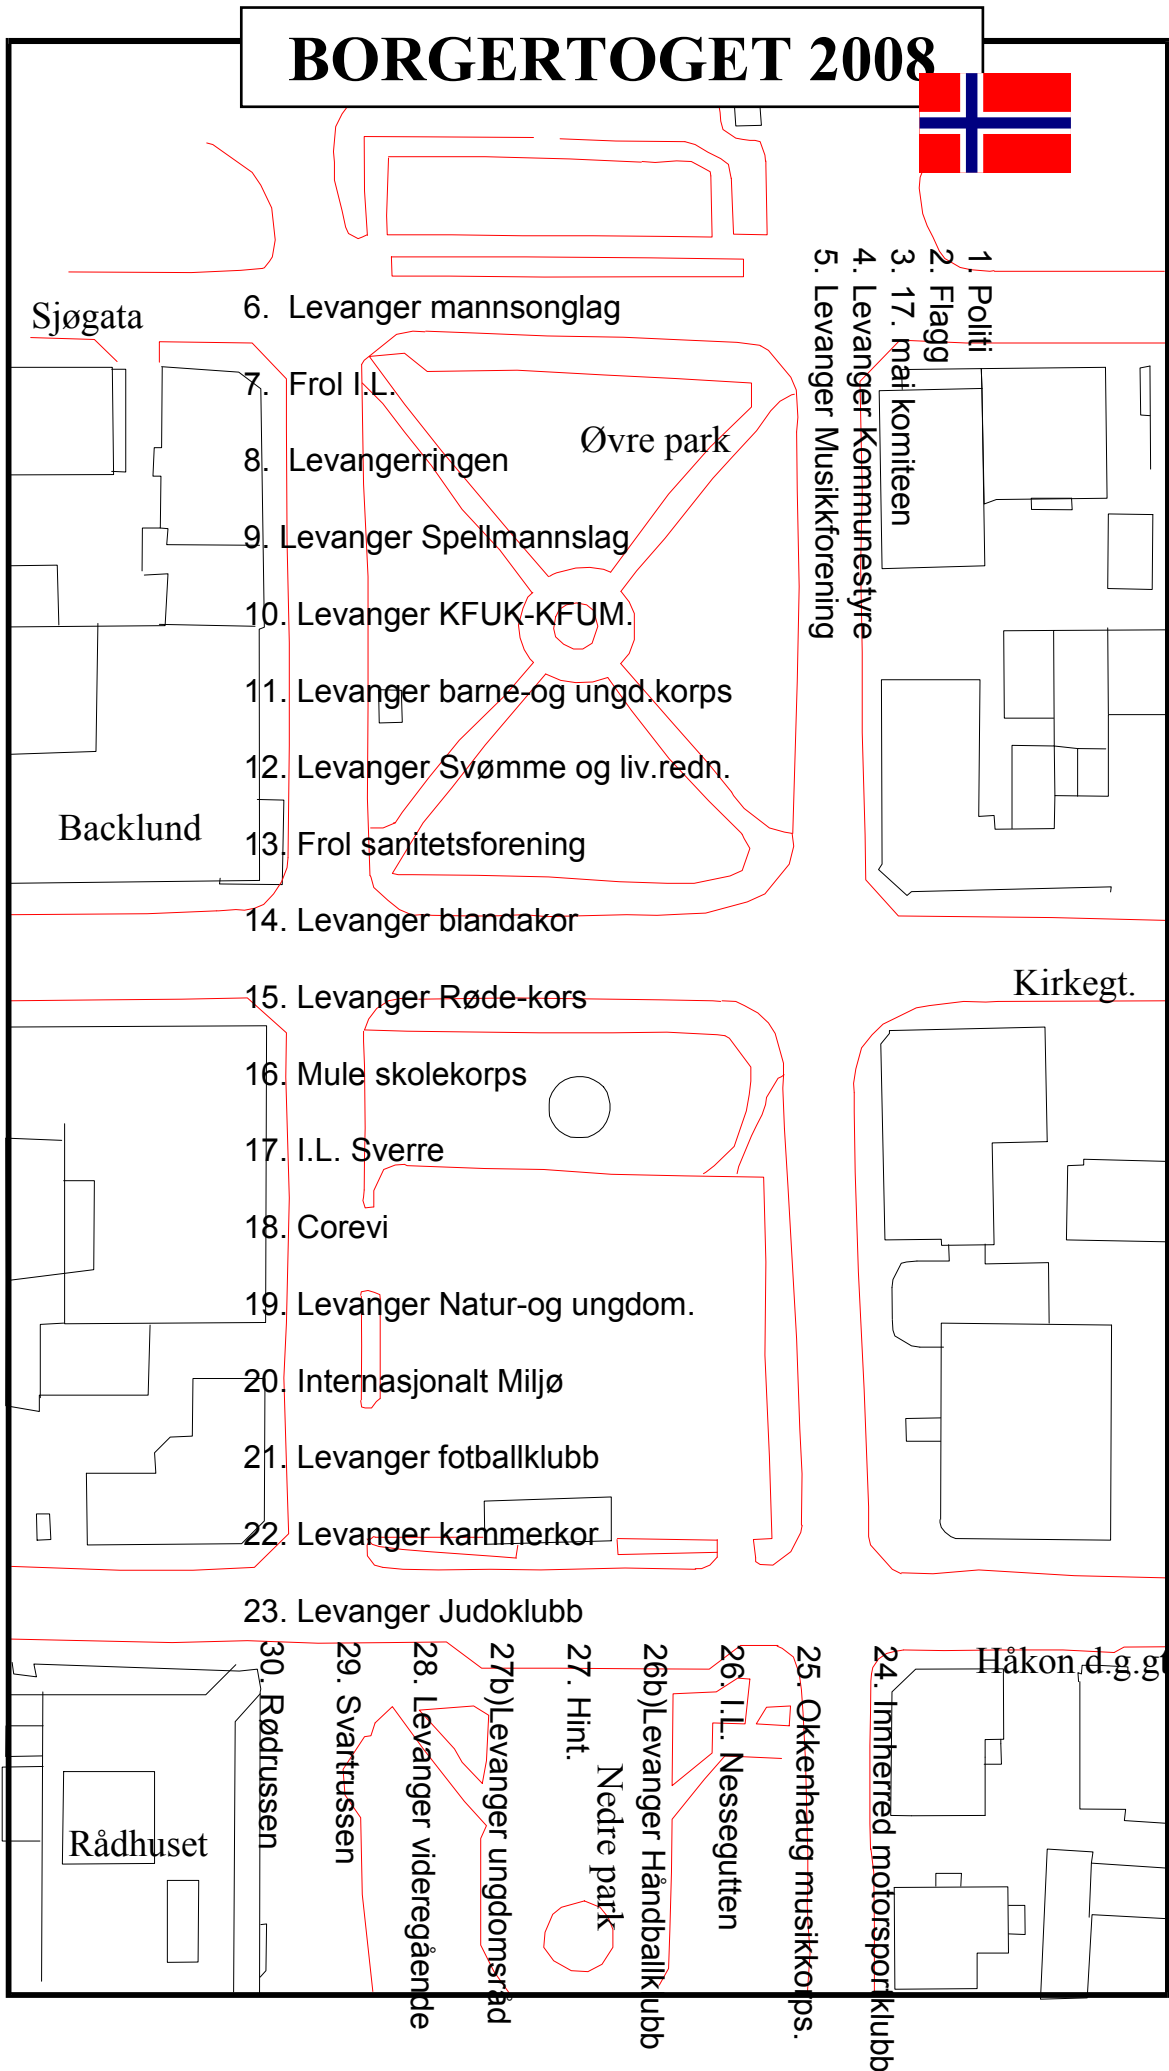 BORGERTOGET 2008
1. Politi
2. Flagg
3. 17. mai komiteen
4. Levanger Kommunestyre
5. Levanger Musikkforening
Sjøgata
6. Levanger mannsonglag
7. Frol I.L.
Øvre park
8. Levangerringen
9. Levanger Spellmannslag
10. Levanger KFUK-KFUM.
11. Levanger barne-og ungd.korps
12. Levanger Svømme og liv.redn.
Backlund
13. Frol sanitetsforening
14. Levanger blandakor
Kirkegt.
15. Levanger Røde-kors
16. Mule skolekorps
17. I.L. Sverre
18. Corevi
19. Levanger Natur-og ungdom.
20. Internasjonalt Miljø
21. Levanger fotballklubb
22. Levanger kammerkor
23. Levanger Judoklubb
Håkon d.g.gt
24. Innherred motorsportklubb
25. Okkenhaug musikkorps.
26. I.L. Nessegutten
26b)Levanger Håndballklubb
Nedre park
27. Hint.
27b)Levanger ungdomsråd
28. Levanger videregående
29. Svartrussen
30. Rødrussen
Rådhuset